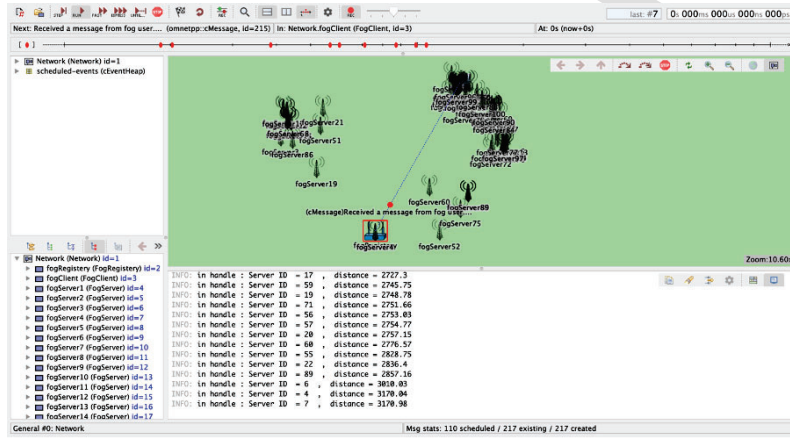 STEP RUN FAST EXPRESS UNTIL...
last: #7 0s 000ms 000us 000ns 000ps
Next: Received a message from fog user.... (omnetpp::cMessage, id=215) In: Network.fogClient (FogClient, id=3) At: 0s (now+0s)
Network (Network) id=1
scheduled-events (cEventHeap)
fogServer99
fogServer100
fogServer90
fogServer21
fogServer68
fogServer51
fogServer86
fogServer72
fogServer19
fogServer60
fogServer89
(cMessage)Received a message from fog user....
fogServer75
fogServer52
Zoom:10.60x
Network (Network) id=1
fogRegistery (FogRegistery) id=2
fogClient (FogClient) id=3
fogServer1 (FogServer) id=4
fogServer2 (FogServer) id=5
fogServer3 (FogServer) id=6
fogServer4 (FogServer) id=7
fogServer5 (FogServer) id=8
fogServer6 (FogServer) id=9
fogServer7 (FogServer) id=10
fogServer8 (FogServer) id=11
fogServer9 (FogServer) id=12
fogServer10 (FogServer) id=13
fogServer11 (FogServer) id=14
fogServer12 (FogServer) id=15
fogServer13 (FogServer) id=16
fogServer14 (FogServer) id=17
INFO: in handle : Server ID = 17 , distance = 2727.3
INFO: in handle : Server ID = 59 , distance = 2745.75
INFO: in handle : Server ID = 19 , distance = 2748.78
INFO: in handle : Server ID = 71 , distance = 2751.66
INFO: in handle : Server ID = 56 , distance = 2753.03
INFO: in handle : Server ID = 57 , distance = 2754.77
INFO: in handle : Server ID = 20 , distance = 2757.15
INFO: in handle : Server ID = 60 , distance = 2776.57
INFO: in handle : Server ID = 55 , distance = 2828.75
INFO: in handle : Server ID = 22 , distance = 2836.4
INFO: in handle : Server ID = 89 , distance = 2857.16
INFO: in handle : Server ID = 6 , distance = 3010.03
INFO: in handle : Server ID = 4 , distance = 3170.04
INFO: in handle : Server ID = 7 , distance = 3170.98
General #0: Network Msg stats: 110 scheduled / 217 existing / 217 created